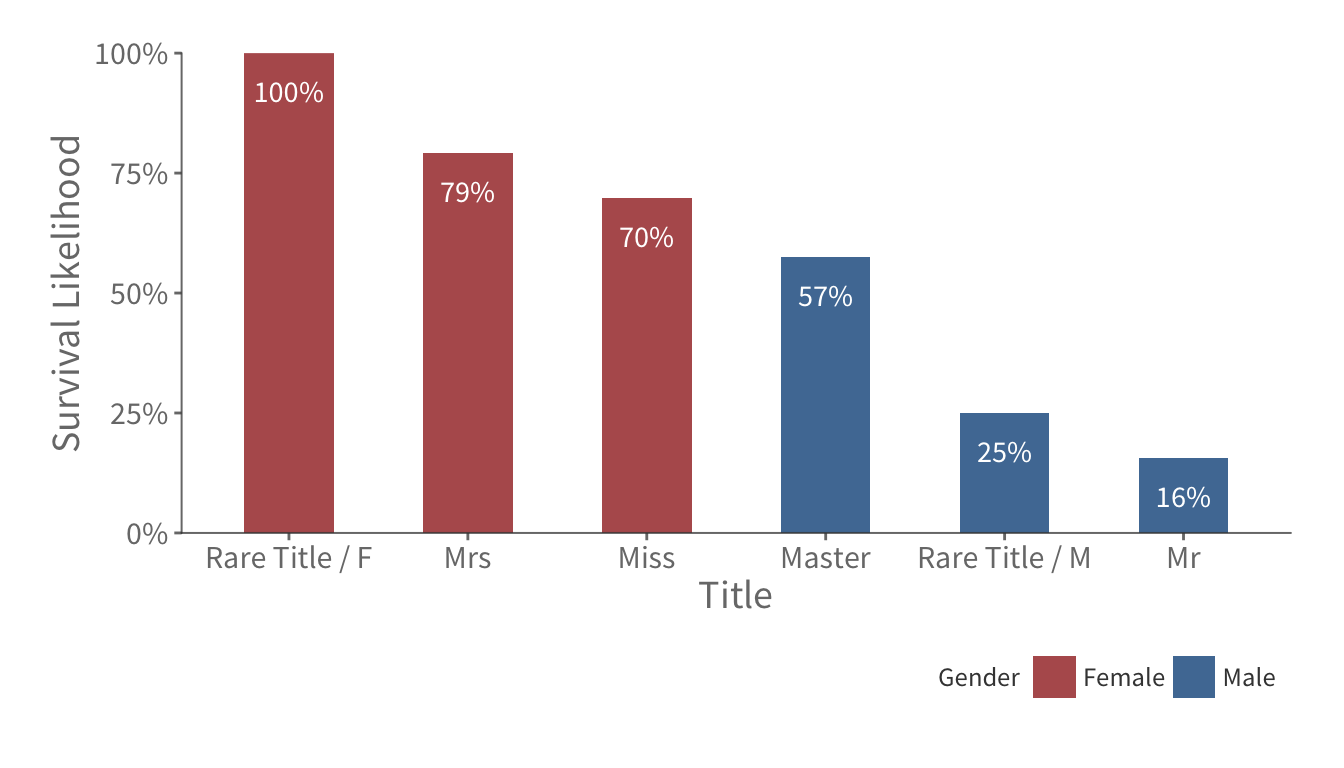 100%
75%
50%
25%
0%
Survival Likelihood
100%
79%
70%
57%
25%
16%
Rare Title / F Mrs Miss Master Rare Title / M Mr
Title
Gender Female Male